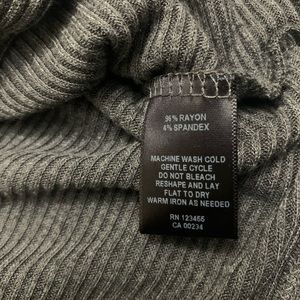 96% RAYON
4% SPANDEX
MACHINE WASH COLD
GENTLE CYCLE
DO NOT BLEACH
RESHAPE AND LAY
FLAT TO DRY
WARM IRON AS NEEDED
RN 123455
CA 00234